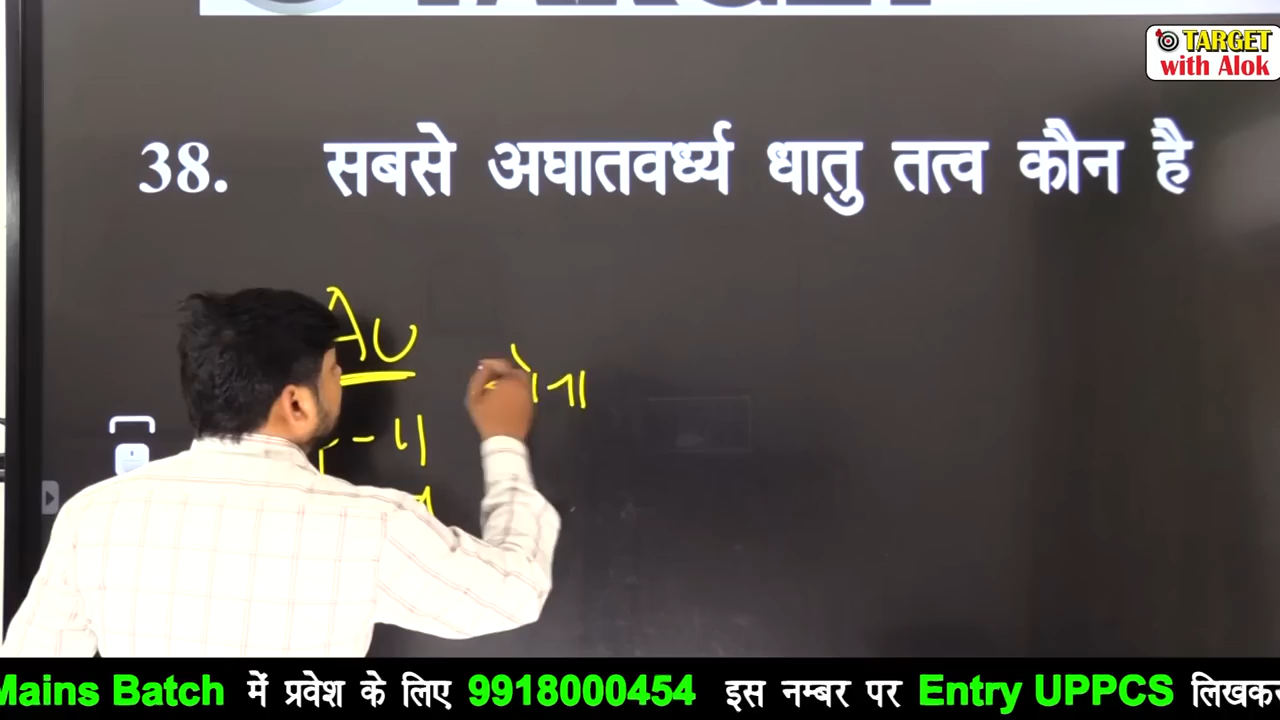 TARGET
with Alok
38. सबसे अघातवर्ध्य धातु तत्व कौन है
Au
Mains Batch में प्रवेश के लिए 9918000454 इस नम्बर पर Entry UPPCS लिखकर